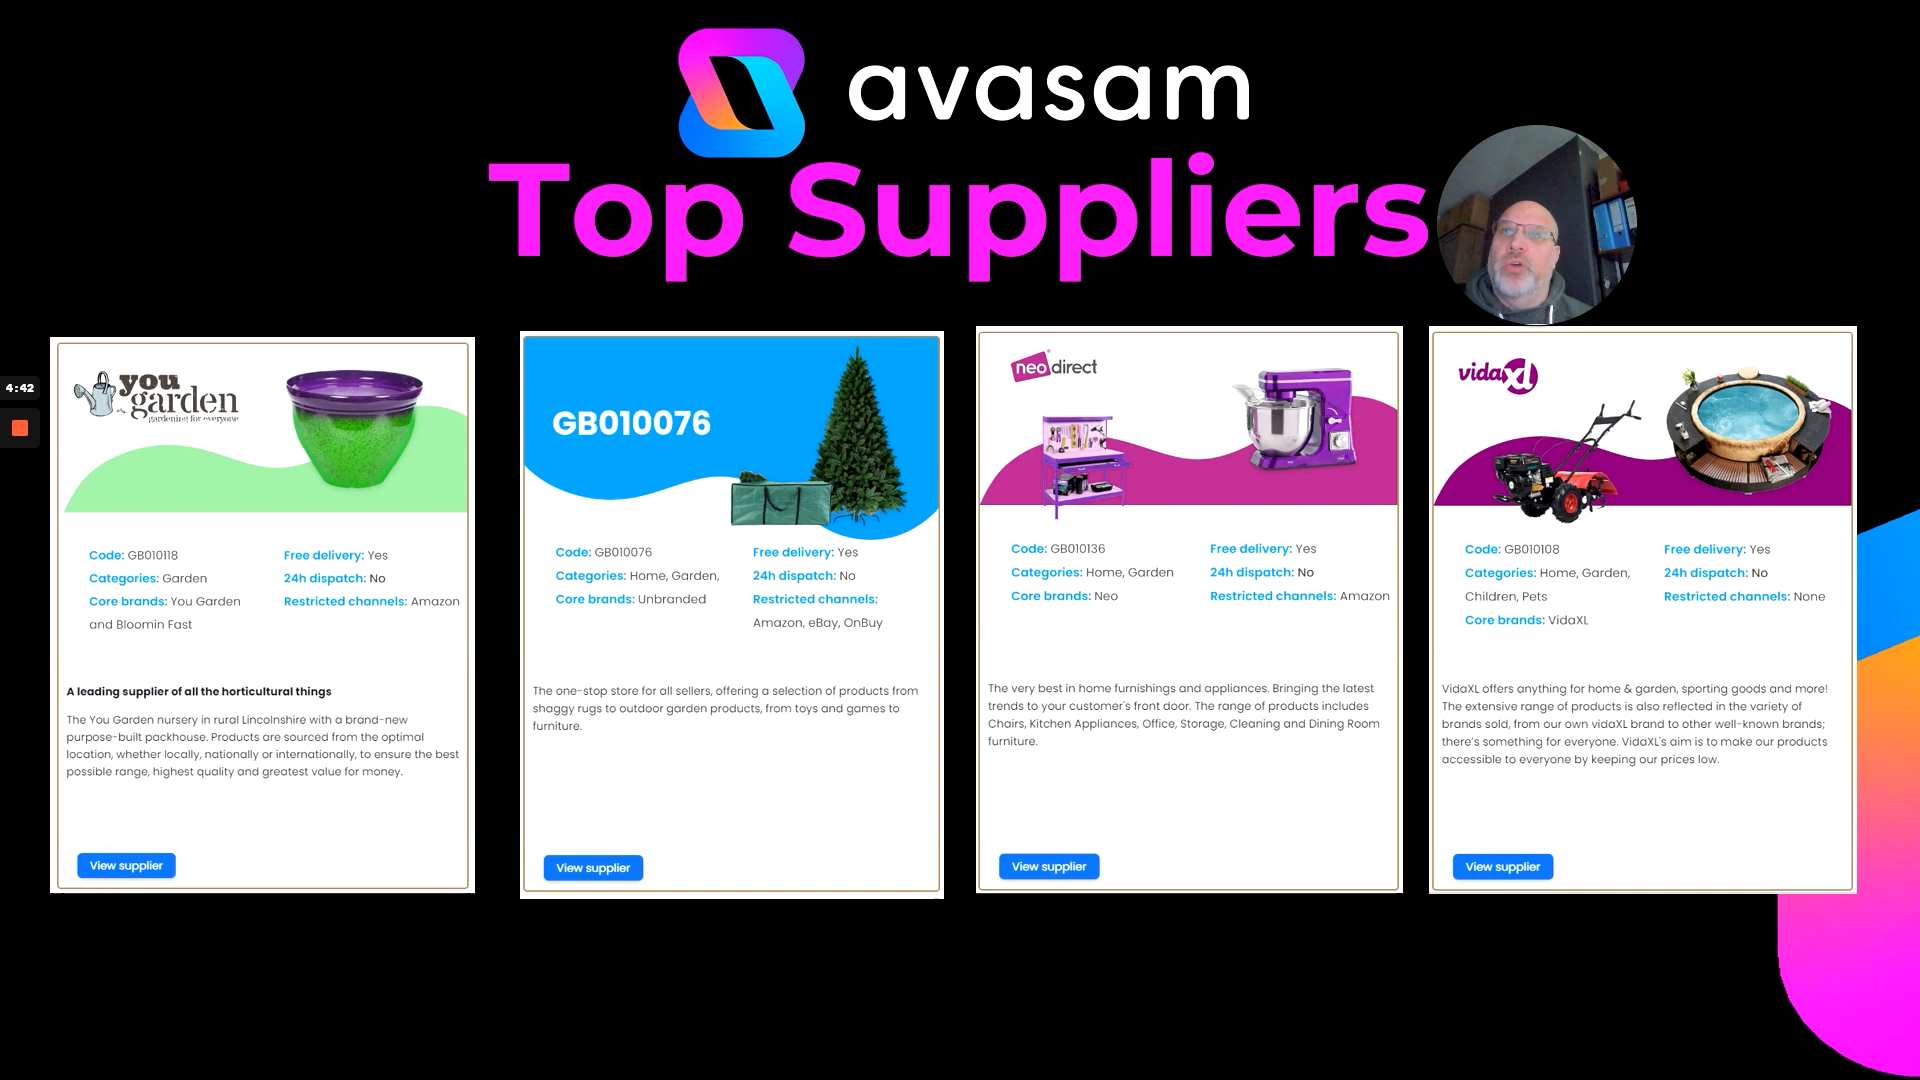 avasam
Top Suppliers
4:42
you
garden
gardening for everyone
Code: GB010118
Categories: Garden
Core brands: You Garden
and Bloomin Fast
Free delivery: Yes
24h dispatch: No
Restricted channels: Amazon
A leading supplier of all the horticultural things
The You Garden nursery in rural Lincolnshire with a brand-new
purpose-built packhouse. Products are sourced from the optimal
location, whether locally, nationally or internationally, to ensure the best
possible range, highest quality and greatest value for money.
View supplier
GB010076
Code: GB010076
Categories: Home, Garden,
Core brands: Unbranded
Free delivery: Yes
24h dispatch: No
Restricted channels:
Amazon, eBay, OnBuy
The one-stop store for all sellers, offering a selection of products from
shaggy rugs to outdoor garden products, from toys and games to
furniture.
View supplier
neo direct
Code: GB010136
Categories: Home, Garden
Core brands: Neo
Free delivery: Yes
24h dispatch: No
Restricted channels: Amazon
The very best in home furnishings and appliances. Bringing the latest
trends to your customer's front door. The range of products includes
Chairs, Kitchen Appliances, Office, Storage, Cleaning and Dining Room
furniture.
View supplier
vidaXL
Code: GB010108
Categories: Home, Garden,
Children, Pets
Core brands: VidaXL
Free delivery: Yes
24h dispatch: No
Restricted channels: None
VidaXL offers anything for home & garden, sporting goods and more!
The extensive range of products is also reflected in the variety of
brands sold, from our own vidaXL brand to other well-known brands;
there's something for everyone. VidaXL's aim is to make our products
accessible to everyone by keeping our prices low.
View supplier